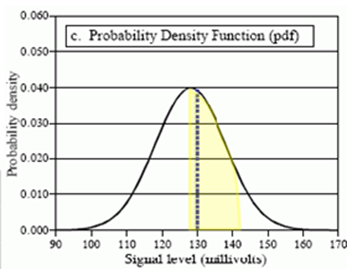 c. Probability Density Function (pdf)
Probability density
0.060
0.050
0.040
0.030
0.020
0.010
0.000
90 100 110 120 130 140 150 160 170
Signal level (millivolts)